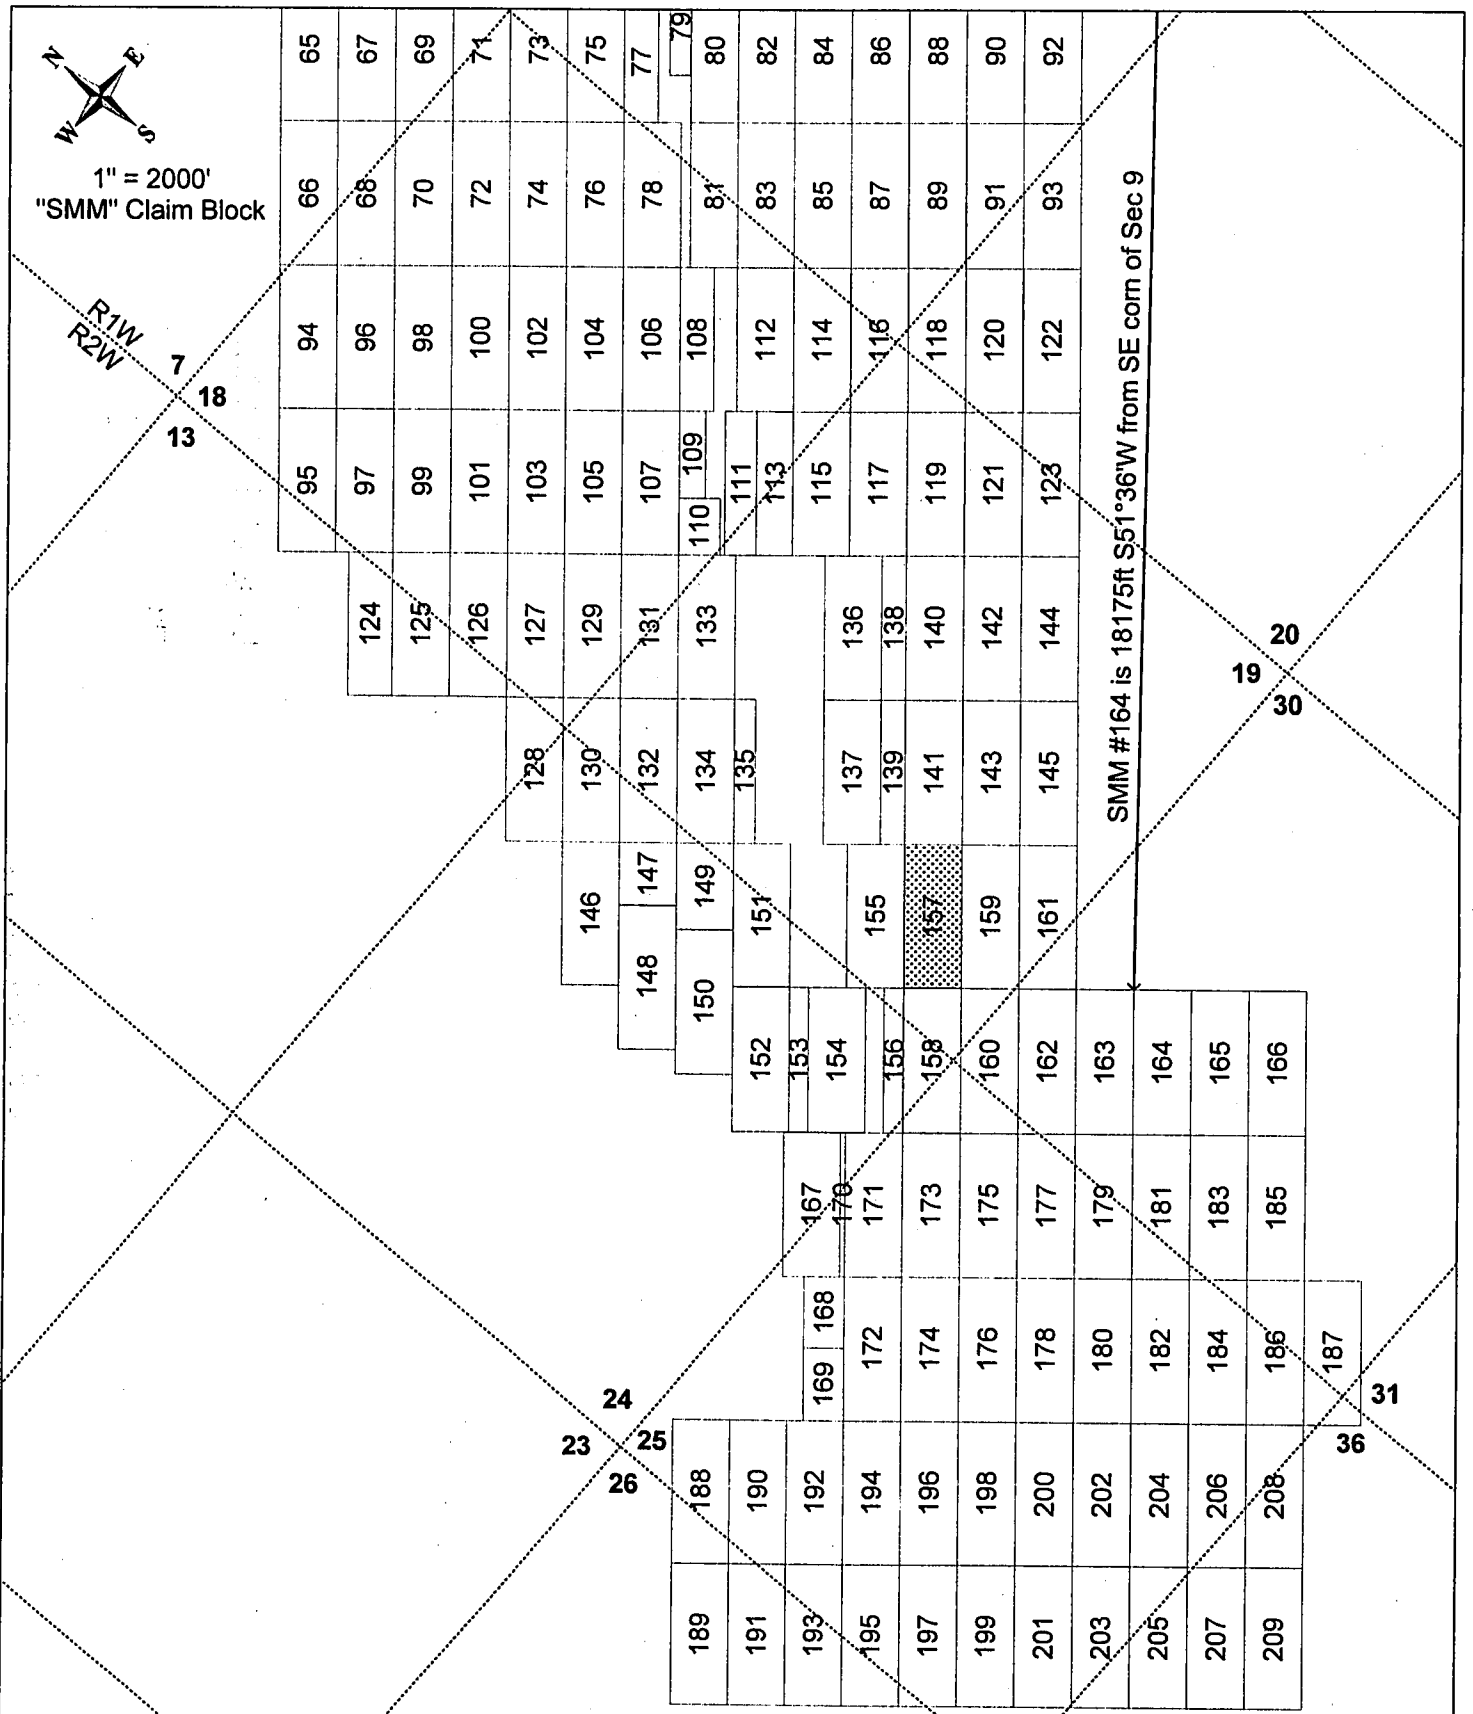 N E
W S
1" = 2000'
"SMM" Claim Block
65 67 69 71 73 75 77 79 80 82 84 86 88 90 92
66 68 70 72 74 76 78 81 83 85 87 89 91 93
SMM #164 is 18175ft S51°36'W from SE corn of Sec 9
R1W
R2W
7
18
13
94 96 98 100 102 104 106 108 112 114 116 118 120 122
95 97 99 101 103 105 107 109 111 113 115 117 119 121 123
110
124 125 126 127 129 131 133 136 138 140 142 144
20
19
30
128 130 132 134 135 137 139 141 143 145
146 147 149 151 155 157 159 161
148 150
152 153 154 156 158 160 162 163 164 165 166
167 170 171 173 175 177 179 181 183 185
168 172 174 176 178 180 182 184 186 187
169
31
36
24
23
25
26
188 190 192 194 196 198 200 202 204 206 208
189 191 193 195 197 199 201 203 205 207 209